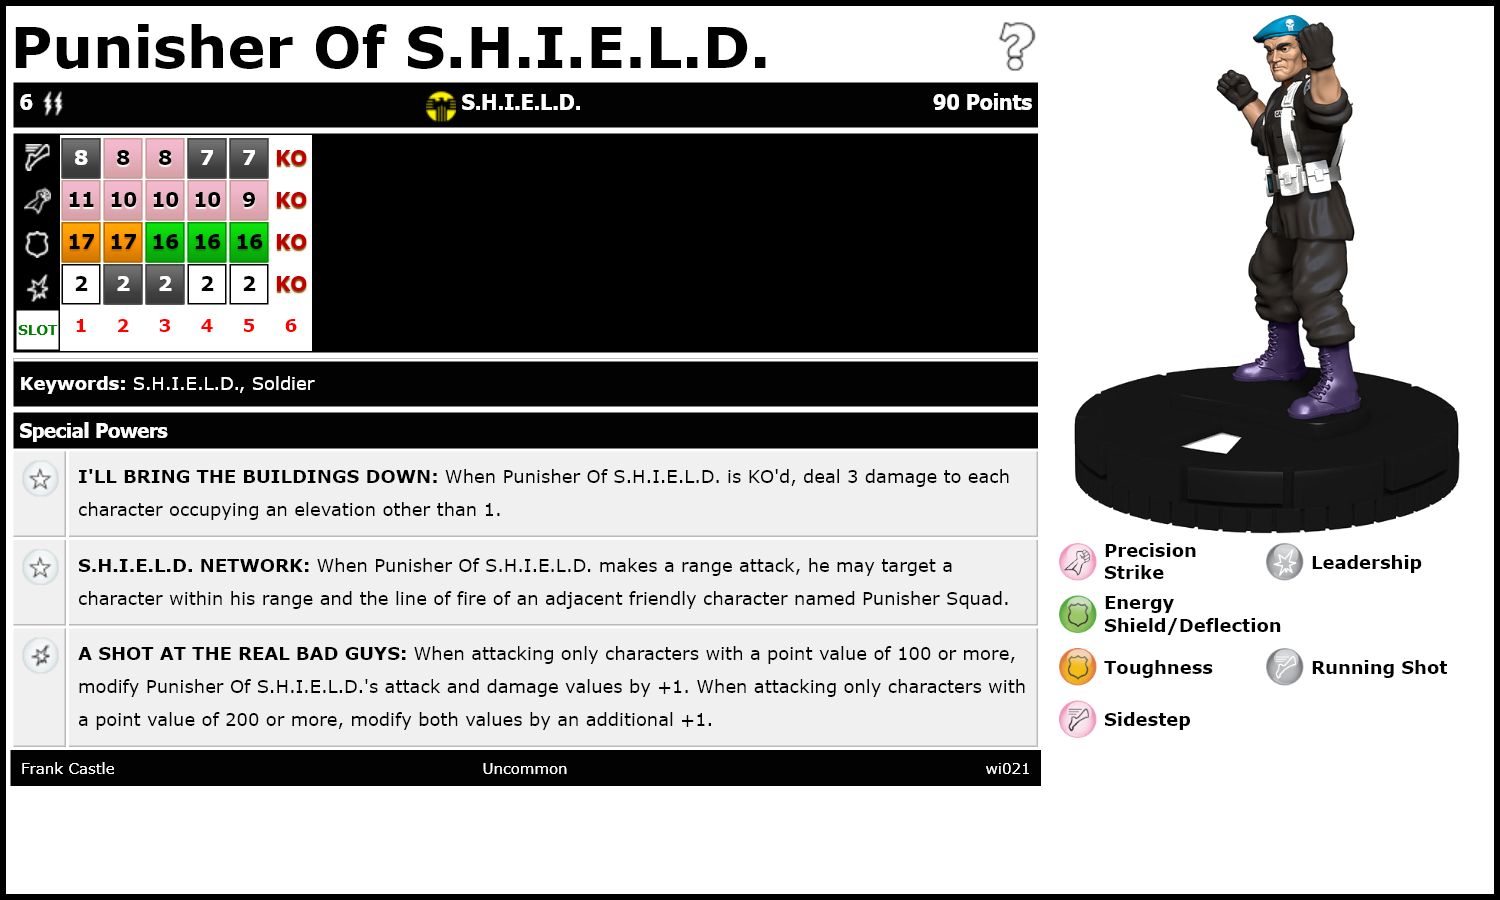 Punisher Of S.H.I.E.L.D.
6 S.H.I.E.L.D. 90 Points
8 8 8 7 7 KO
11 10 10 10 9 KO
17 17 16 16 16 KO
2 2 2 2 2 KO
SLOT 1 2 3 4 5 6
Keywords: S.H.I.E.L.D., Soldier
Special Powers
I'LL BRING THE BUILDINGS DOWN: When Punisher Of S.H.I.E.L.D. is KO'd, deal 3 damage to each
character occupying an elevation other than 1.
S.H.I.E.L.D. NETWORK: When Punisher Of S.H.I.E.L.D. makes a range attack, he may target a
character within his range and the line of fire of an adjacent friendly character named Punisher Squad.
A SHOT AT THE REAL BAD GUYS: When attacking only characters with a point value of 100 or more,
modify Punisher Of S.H.I.E.L.D.'s attack and damage values by +1. When attacking only characters with
a point value of 200 or more, modify both values by an additional +1.
Frank Castle Uncommon wi021
Precision
Strike
Leadership
Energy
Shield/Deflection
Toughness
Running Shot
Sidestep